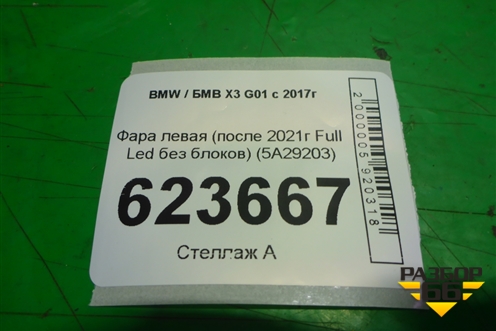 BMW / БМВ X3 G01 с 2017г
Фара левая (после 2021г Full
Led без блоков) (5A29203)
623667
Стеллаж А
2000005920318
РАЗБОР
66